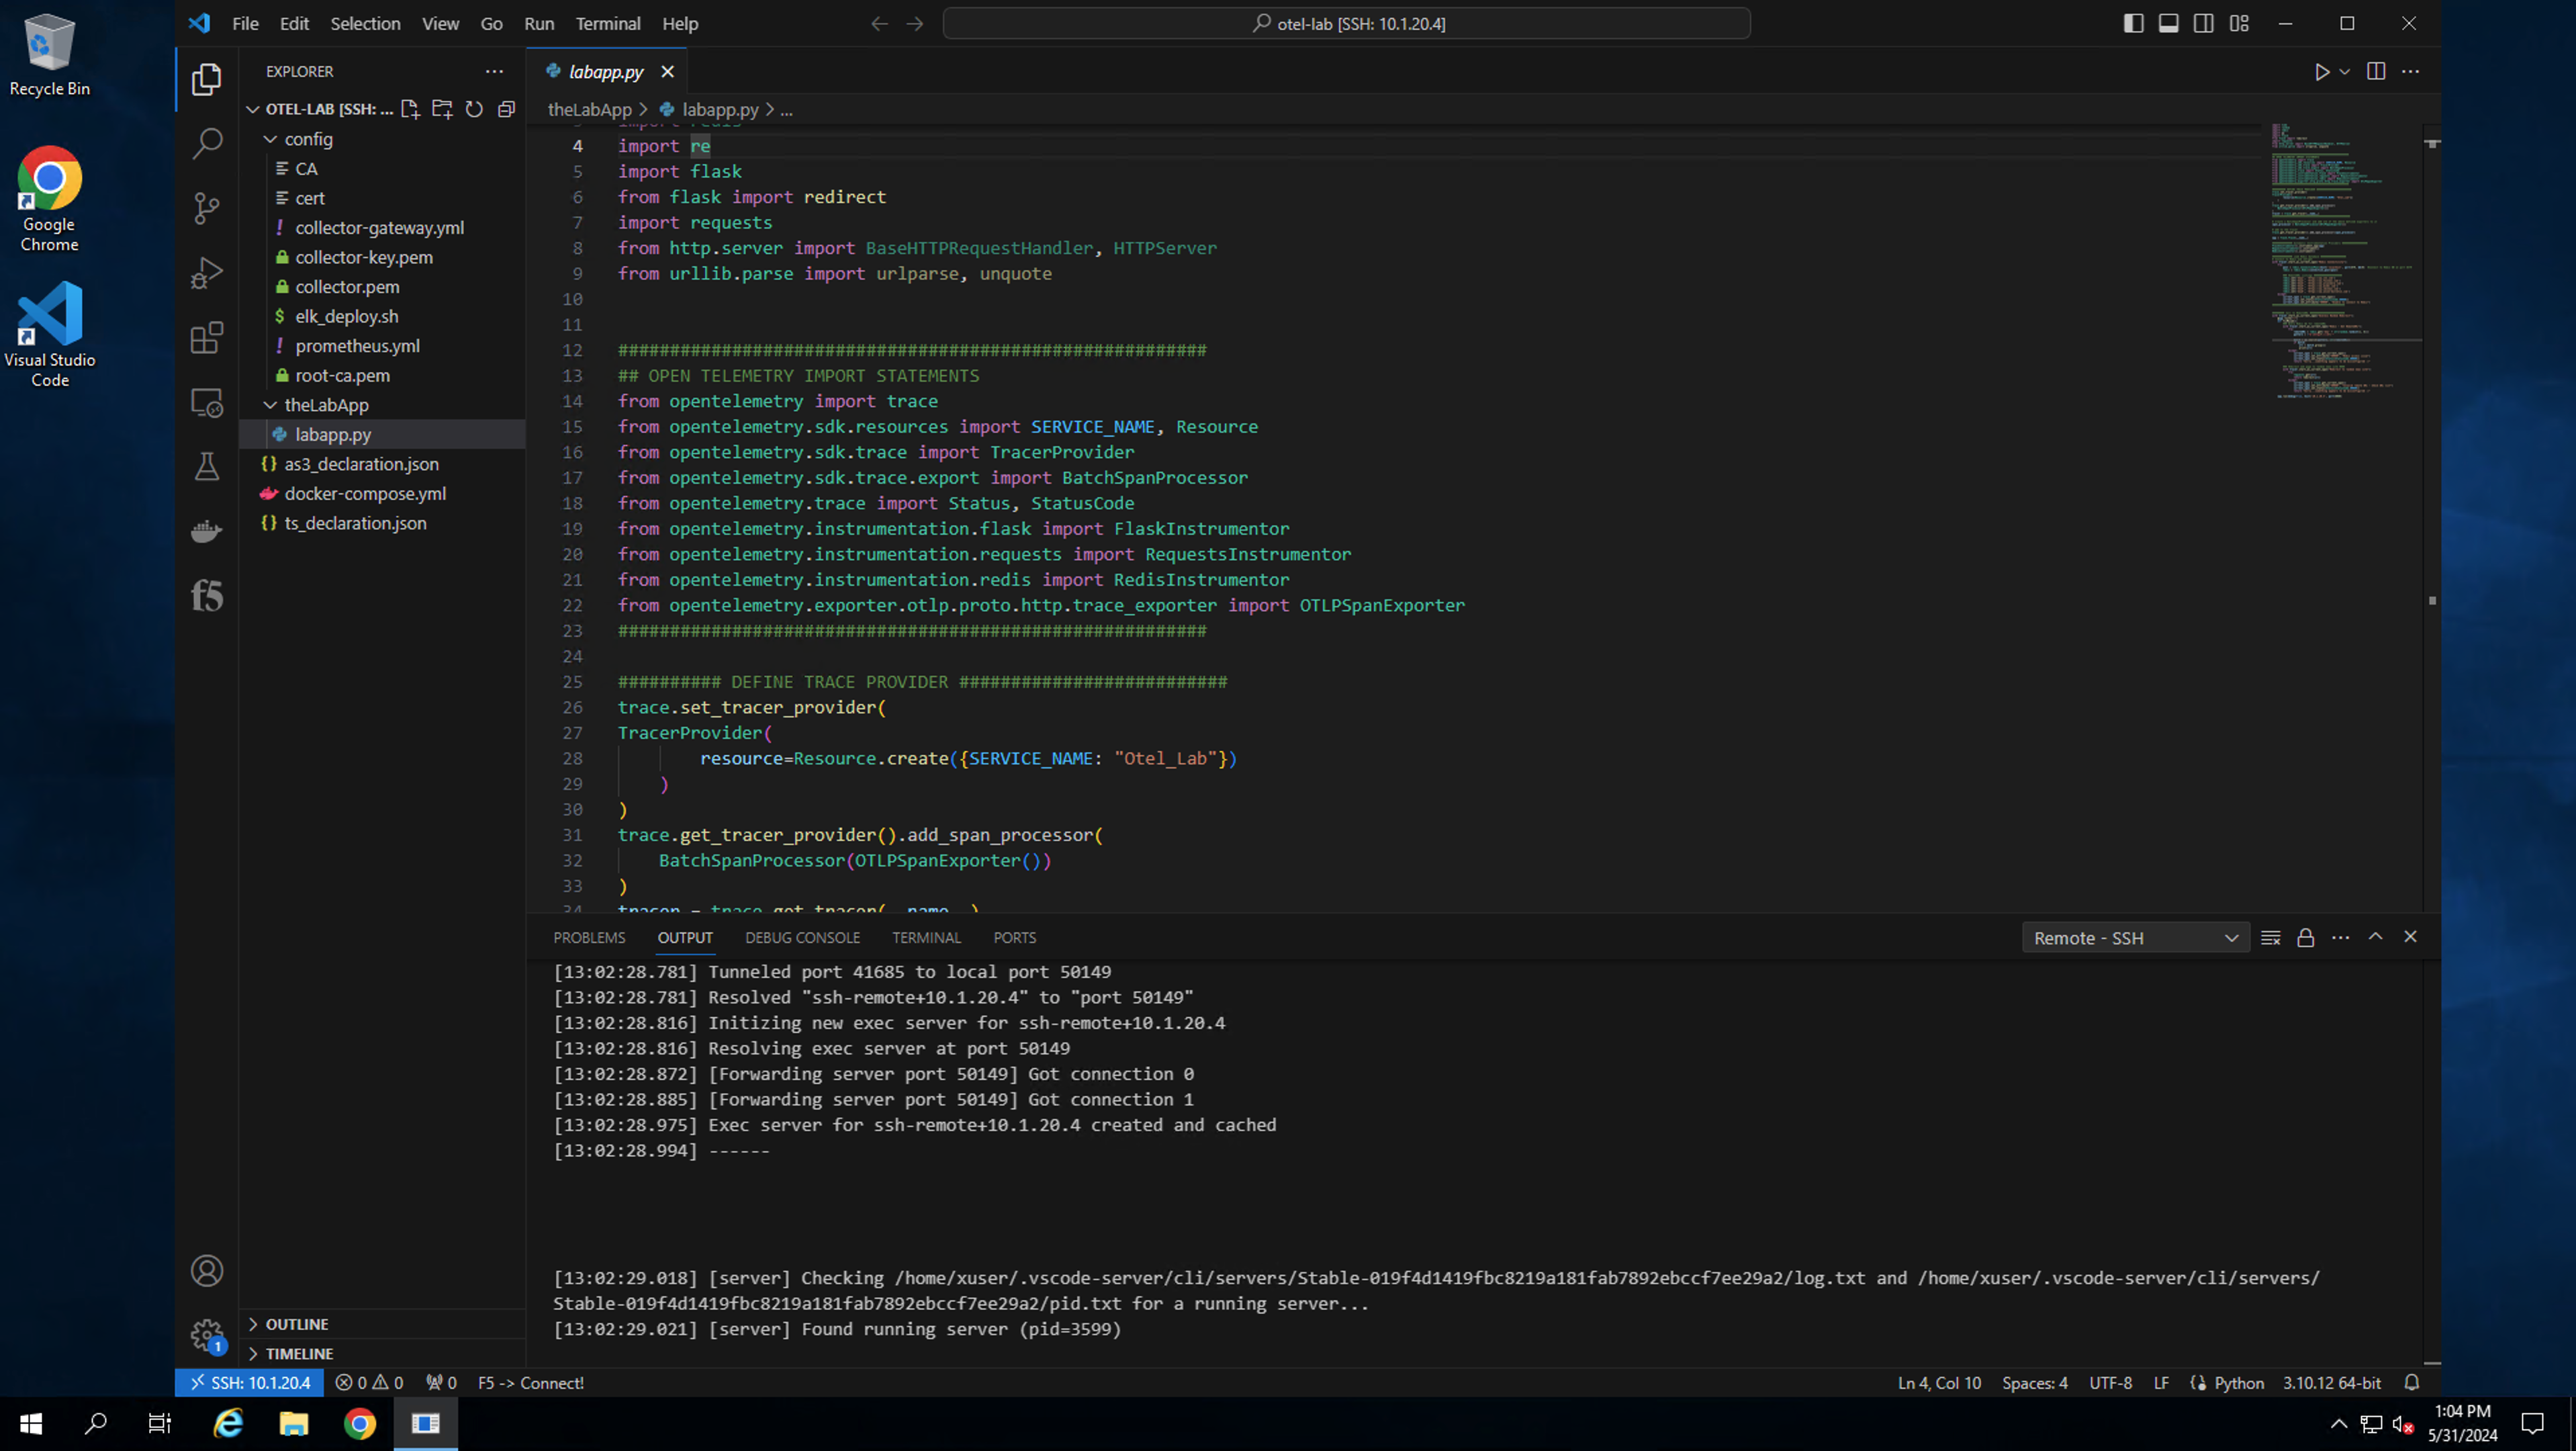 Recycle Bin
Google
Chrome
Visual Studio
Code
File Edit Selection View Go Run Terminal Help
otel-lab [SSH: 10.1.20.4]
EXPLORER
OTEL-LAB [SSH: ...
config
CA
cert
collector-gateway.yml
collector-key.pem
collector.pem
elk_deploy.sh
prometheus.yml
root-ca.pem
theLabApp
labapp.py
as3_declaration.json
docker-compose.yml
ts_declaration.json
f5
OUTLINE
TIMELINE
1
labapp.py
theLabApp > labapp.py > ...
3 import redis
4 import re
5 import flask
6 from flask import redirect
7 import requests
8 from http.server import BaseHTTPRequestHandler, HTTPServer
9 from urllib.parse import urlparse, unquote
10
11
12 #########################################################
13 ## OPEN TELEMETRY IMPORT STATEMENTS
14 from opentelemetry import trace
15 from opentelemetry.sdk.resources import SERVICE_NAME, Resource
16 from opentelemetry.sdk.trace import TracerProvider
17 from opentelemetry.sdk.trace.export import BatchSpanProcessor
18 from opentelemetry.trace import Status, StatusCode
19 from opentelemetry.instrumentation.flask import FlaskInstrumentor
20 from opentelemetry.instrumentation.requests import RequestsInstrumentor
21 from opentelemetry.instrumentation.redis import RedisInstrumentor
22 from opentelemetry.exporter.otlp.proto.http.trace_exporter import OTLPSpanExporter
23 #########################################################
24
25 ########## DEFINE TRACE PROVIDER ##########################
26 trace.set_tracer_provider(
27 TracerProvider(
28 resource=Resource.create({SERVICE_NAME: "Otel_Lab"})
29 )
30 )
31 trace.get_tracer_provider().add_span_processor(
32 BatchSpanProcessor(OTLPSpanExporter())
33 )
34 tracer = trace.get_tracer(__name__)
PROBLEMS OUTPUT DEBUG CONSOLE TERMINAL PORTS
Remote - SSH
[13:02:28.781] Tunneled port 41685 to local port 50149
[13:02:28.781] Resolved "ssh-remote+10.1.20.4" to "port 50149"
[13:02:28.816] Initizing new exec server for ssh-remote+10.1.20.4
[13:02:28.816] Resolving exec server at port 50149
[13:02:28.872] [Forwarding server port 50149] Got connection 0
[13:02:28.885] [Forwarding server port 50149] Got connection 1
[13:02:28.975] Exec server for ssh-remote+10.1.20.4 created and cached
[13:02:28.994] ------
[13:02:29.018] [server] Checking /home/xuser/.vscode-server/cli/servers/Stable-019f4d1419fbc8219a181fab7892ebccf7ee29a2/log.txt and /home/xuser/.vscode-server/cli/servers/
Stable-019f4d1419fbc8219a181fab7892ebccf7ee29a2/pid.txt for a running server...
[13:02:29.021] [server] Found running server (pid=3599)
SSH: 10.1.20.4 0 0 0 F5 -> Connect!
Ln 4, Col 10 Spaces: 4 UTF-8 LF Python 3.10.12 64-bit
1:04 PM
5/31/2024